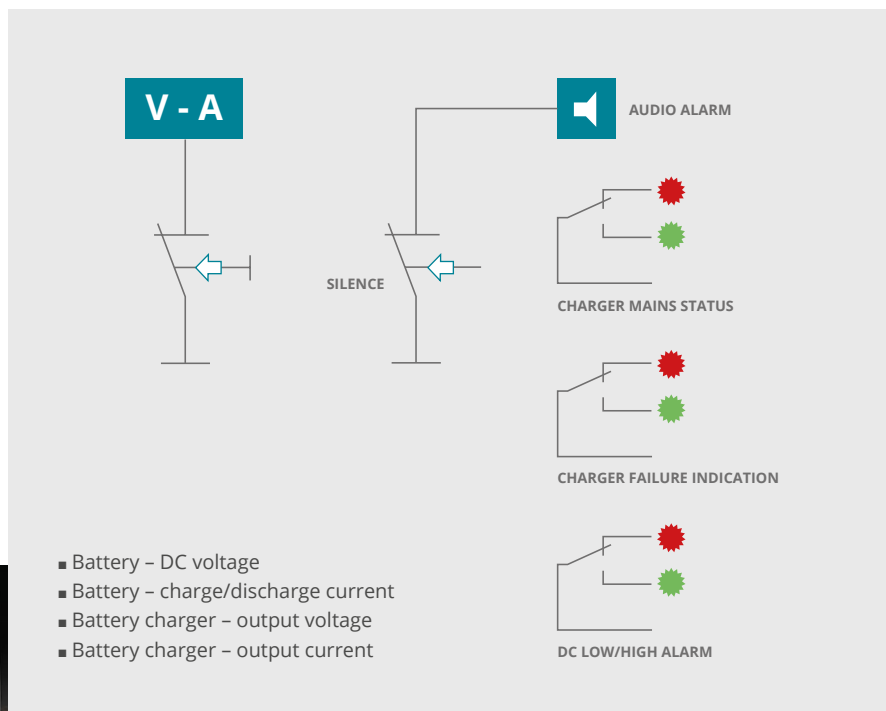 V - A
AUDIO ALARM
SILENCE
CHARGER MAINS STATUS
CHARGER FAILURE INDICATION
DC LOW/HIGH ALARM
■ Battery – DC voltage
■ Battery – charge/discharge current
■ Battery charger – output voltage
■ Battery charger – output current